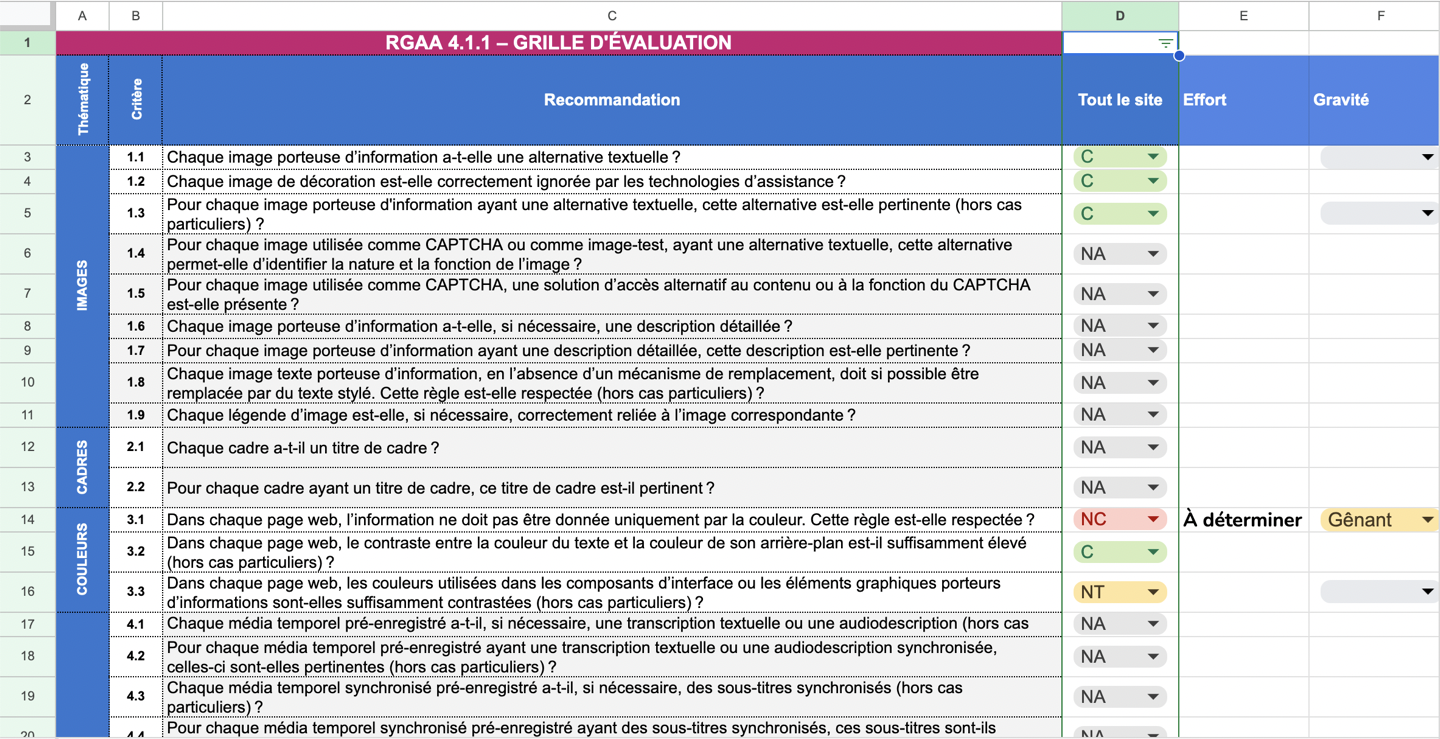 A B C D E F
1 RGAA 4.1.1 – GRILLE D'ÉVALUATION
2 Thématique Critère Recommandation Tout le site Effort Gravité
IMAGES
3 1.1 Chaque image porteuse d’information a-t-elle une alternative textuelle ? C
4 1.2 Chaque image de décoration est-elle correctement ignorée par les technologies d’assistance ? C
5 1.3 Pour chaque image porteuse d'information ayant une alternative textuelle, cette alternative est-elle pertinente (hors cas
particuliers) ? C
6 1.4 Pour chaque image utilisée comme CAPTCHA ou comme image-test, ayant une alternative textuelle, cette alternative
permet-elle d’identifier la nature et la fonction de l’image ? NA
7 1.5 Pour chaque image utilisée comme CAPTCHA, une solution d’accès alternatif au contenu ou à la fonction du CAPTCHA
est-elle présente ? NA
8 1.6 Chaque image porteuse d’information a-t-elle, si nécessaire, une description détaillée ? NA
9 1.7 Pour chaque image porteuse d’information ayant une description détaillée, cette description est-elle pertinente ? NA
10 1.8 Chaque image texte porteuse d’information, en l’absence d’un mécanisme de remplacement, doit si possible être
remplacée par du texte stylé. Cette règle est-elle respectée (hors cas particuliers) ? NA
11 1.9 Chaque légende d’image est-elle, si nécessaire, correctement reliée à l’image correspondante ? NA
CADRES
12 2.1 Chaque cadre a-t-il un titre de cadre ? NA
13 2.2 Pour chaque cadre ayant un titre de cadre, ce titre de cadre est-il pertinent ? NA
COULEURS
14 3.1 Dans chaque page web, l’information ne doit pas être donnée uniquement par la couleur. Cette règle est-elle respectée ? NC À déterminer Gênant
15 3.2 Dans chaque page web, le contraste entre la couleur du texte et la couleur de son arrière-plan est-il suffisamment élevé
(hors cas particuliers) ? C
16 3.3 Dans chaque page web, les couleurs utilisées dans les composants d’interface ou les éléments graphiques porteurs
d’informations sont-elles suffisamment contrastées (hors cas particuliers) ? NT
17 4.1 Chaque média temporel pré-enregistré a-t-il, si nécessaire, une transcription textuelle ou une audiodescription (hors cas NA
18 4.2 Pour chaque média temporel pré-enregistré ayant une transcription textuelle ou une audiodescription synchronisée,
celles-ci sont-elles pertinentes (hors cas particuliers) ? NA
19 4.3 Chaque média temporel synchronisé pré-enregistré a-t-il, si nécessaire, des sous-titres synchronisés (hors cas
particuliers) ? NA
20 4.4 Pour chaque média temporel synchronisé pré-enregistré ayant des sous-titres synchronisés, ces sous-titres sont-ils NA